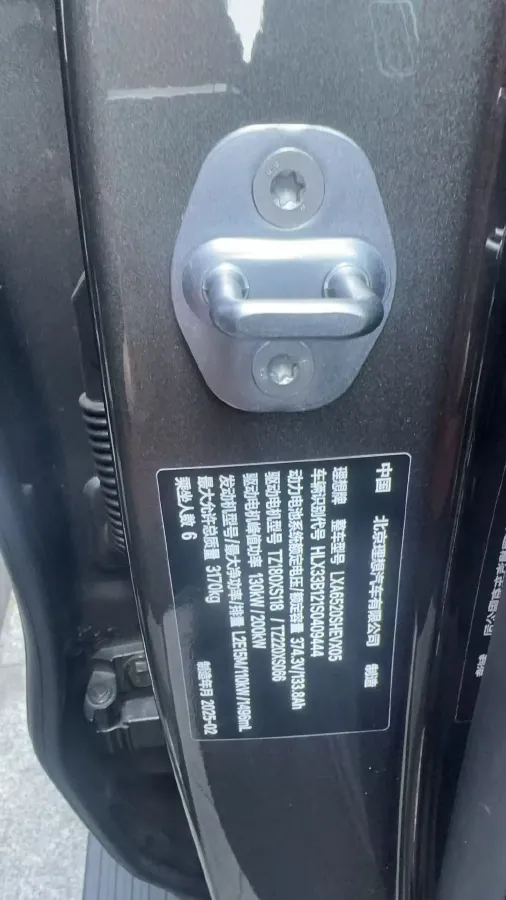 中国 北京理想汽车有限公司 制造
理想牌 整车型号 LXA6520SHEVX05
车辆识别代号 HLX33B121S0A09444
动力电池系统额定电压/额定容量 374.3V/133.8Ah
驱动电机型号 TZ180XS118 / TZ220XS066
驱动电机峰值功率 130kW/200kW
发动机型号/最大净功率/排量 L2E15M/110kW/1496mL
最大允许总质量 3170kg 制造年月 2025-02
乘坐人数 6